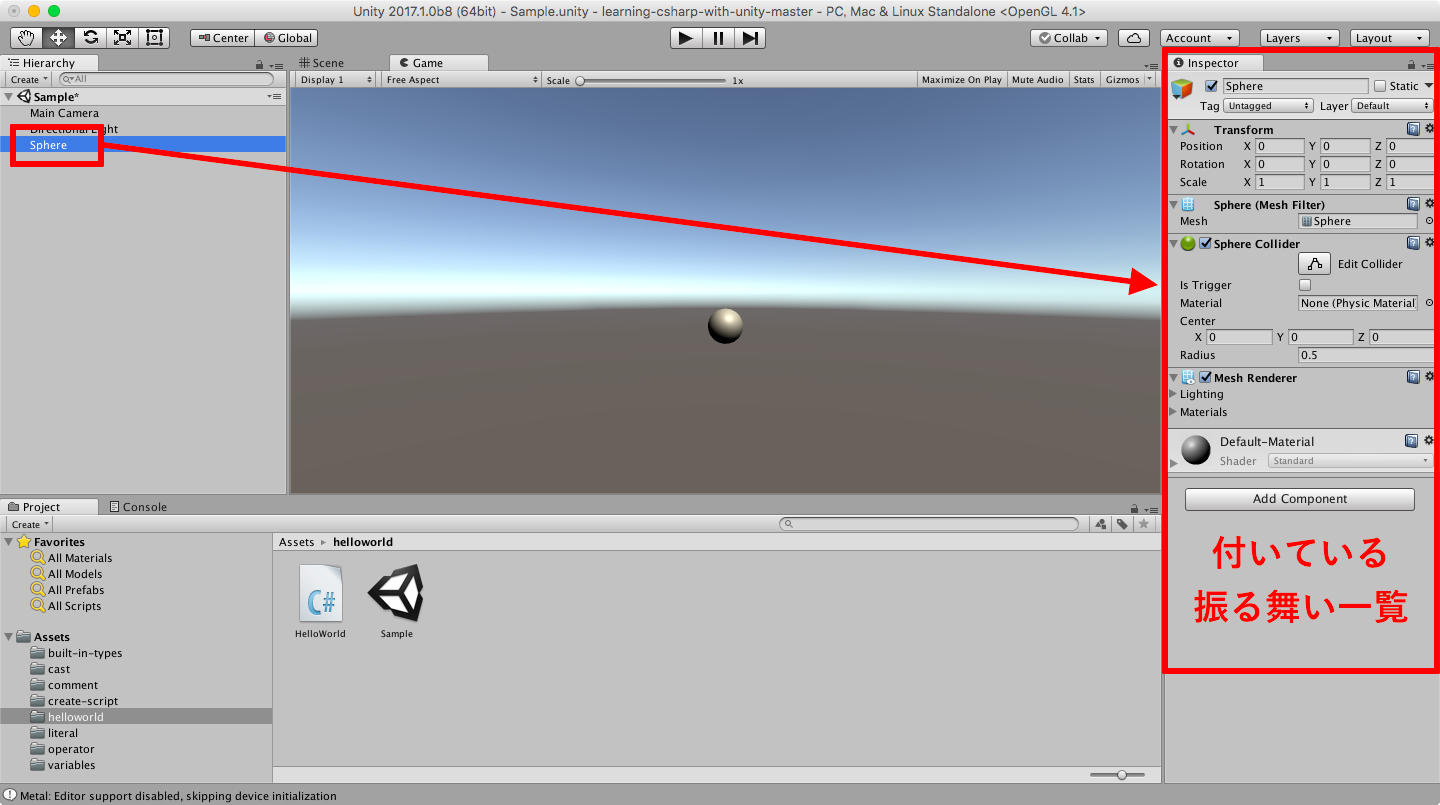 Unity 2017.1.0b8 (64bit) - Sample.unity - learning-csharp-with-unity-master - PC, Mac & Linux Standalone <OpenGL 4.1>
Center Global Collab Account Layers Layout
Hierarchy
Create All
Sample*
Main Camera
Directional Light
Sphere
Scene Game
Display 1 Free Aspect Scale 1x Maximize On Play Mute Audio Stats Gizmos
Inspector
Sphere Static
Tag Untagged Layer Default
Transform
Position X 0 Y 0 Z 0
Rotation X 0 Y 0 Z 0
Scale X 1 Y 1 Z 1
Sphere (Mesh Filter)
Mesh Sphere
Sphere Collider
Edit Collider
Is Trigger
Material None (Physic Material
Center
X 0 Y 0 Z 0
Radius 0.5
Mesh Renderer
Lighting
Materials
Default-Material
Shader Standard
Add Component
付いている
振る舞い一覧
Project Console
Create
Favorites
All Materials
All Models
All Prefabs
All Scripts
Assets
built-in-types
cast
comment
create-script
helloworld
literal
operator
variables
Assets helloworld
C#
HelloWorld Sample
Metal: Editor support disabled, skipping device initialization